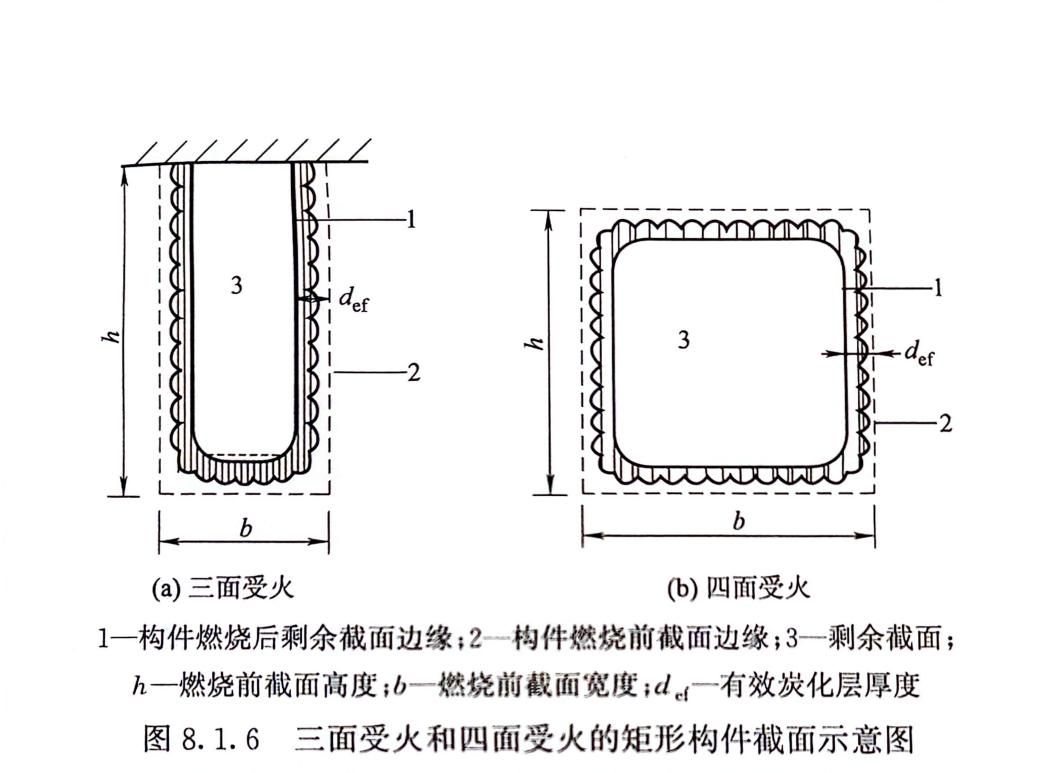 1
3
h
d_ef
2
b
(a) 三面受火
1
3
h
d_ef
2
b
(b) 四面受火
1—构件燃烧后剩余截面边缘;2—构件燃烧前截面边缘;3—剩余截面;
h—燃烧前截面高度;b—燃烧前截面宽度;d_ef—有效炭化层厚度
图 8.1.6 三面受火和四面受火的矩形构件截面示意图